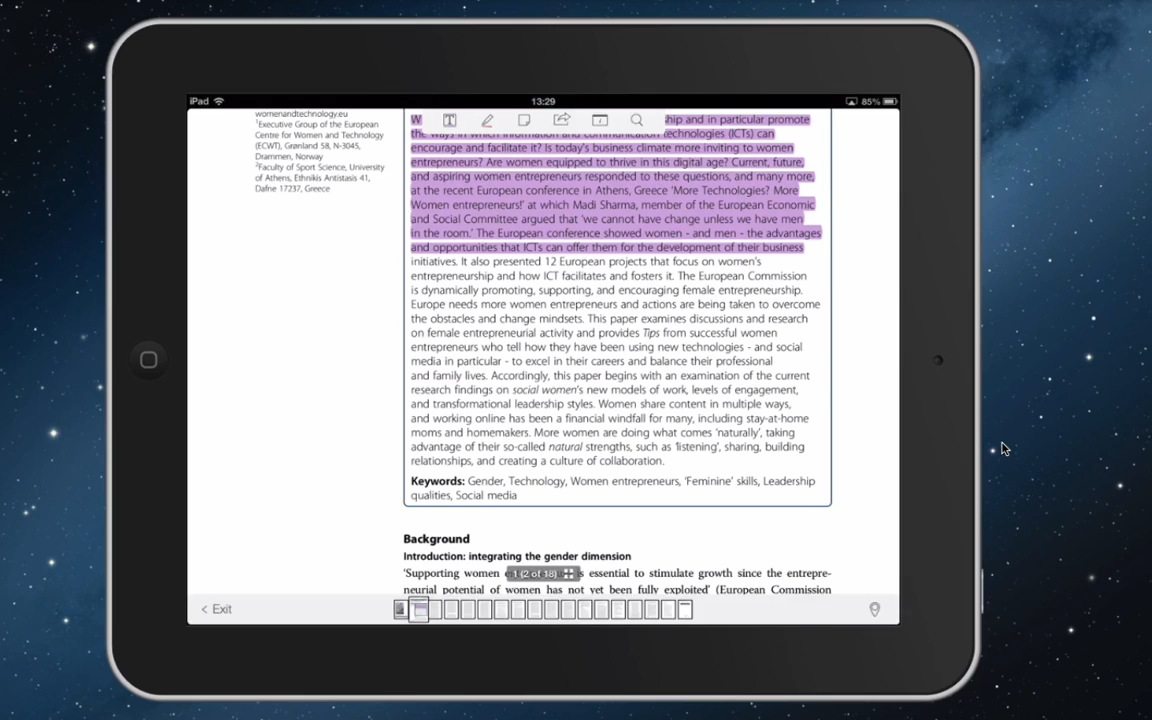 iPad
13:29
85%
womenandtechnology.eu
1Executive Group of the European
Centre for Women and Technology
(ECWT), Grønland 58, N-3045,
Drammen, Norway
2Faculty of Sport Science, University
of Athens, Ethnikis Antistasis 41,
Dafne 17237, Greece
W ship and in particular promote
the ways in which information and communication technologies (ICTs) can
encourage and facilitate it? Is today's business climate more inviting to women
entrepreneurs? Are women equipped to thrive in this digital age? Current, future,
and aspiring women entrepreneurs responded to these questions, and many more,
at the recent European conference in Athens, Greece 'More Technologies? More
Women entrepreneurs!' at which Madi Sharma, member of the European Economic
and Social Committee argued that 'we cannot have change unless we have men
in the room.' The European conference showed women - and men - the advantages
and opportunities that ICTs can offer them for the development of their business
initiatives. It also presented 12 European projects that focus on women's
entrepreneurship and how ICT facilitates and fosters it. The European Commission
is dynamically promoting, supporting, and encouraging female entrepreneurship.
Europe needs more women entrepreneurs and actions are being taken to overcome
the obstacles and change mindsets. This paper examines discussions and research
on female entrepreneurial activity and provides Tips from successful women
entrepreneurs who tell how they have been using new technologies - and social
media in particular - to excel in their careers and balance their professional
and family lives. Accordingly, this paper begins with an examination of the current
research findings on social women's new models of work, levels of engagement,
and transformational leadership styles. Women share content in multiple ways,
and working online has been a financial windfall for many, including stay-at-home
moms and homemakers. More women are doing what comes 'naturally', taking
advantage of their so-called natural strengths, such as 'listening', sharing, building
relationships, and creating a culture of collaboration.
Keywords: Gender, Technology, Women entrepreneurs, 'Feminine' skills, Leadership
qualities, Social media
Background
Introduction: integrating the gender dimension
'Supporting women is essential to stimulate growth since the entrepre-
1 (2 of 18)
neurial potential of women has not yet been fully exploited' (European Commission
< Exit